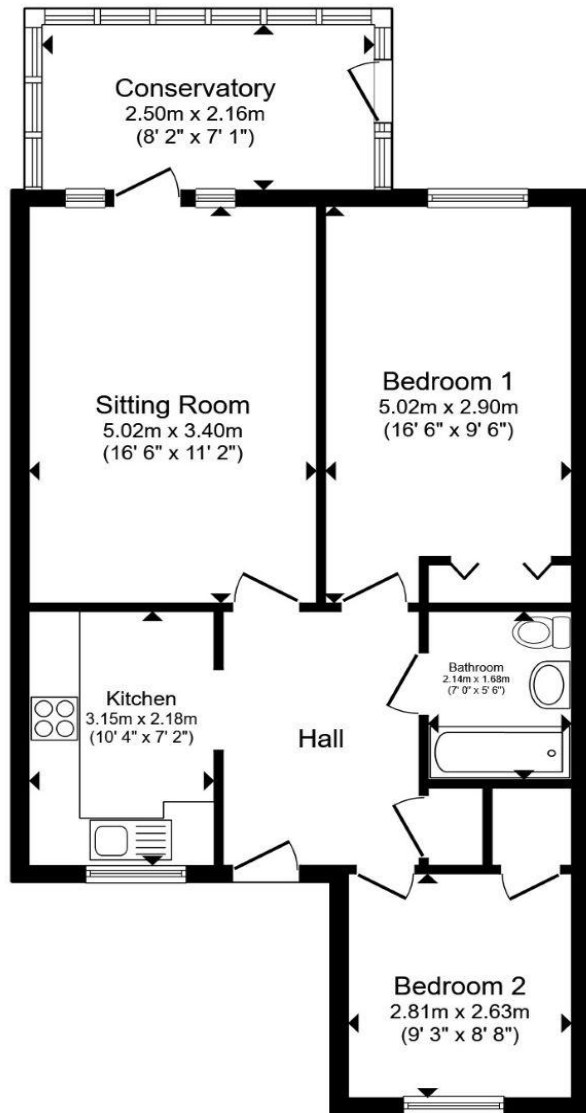 Conservatory
2.50m x 2.16m
(8' 2" x 7' 1")
Sitting Room
5.02m x 3.40m
(16' 6" x 11' 2")
Bedroom 1
5.02m x 2.90m
(16' 6" x 9' 6")
Kitchen
3.15m x 2.18m
(10' 4" x 7' 2")
Hall
Bathroom
2.14m x 1.68m
(7' 0" x 5' 6")
Bedroom 2
2.81m x 2.63m
(9' 3" x 8' 8")